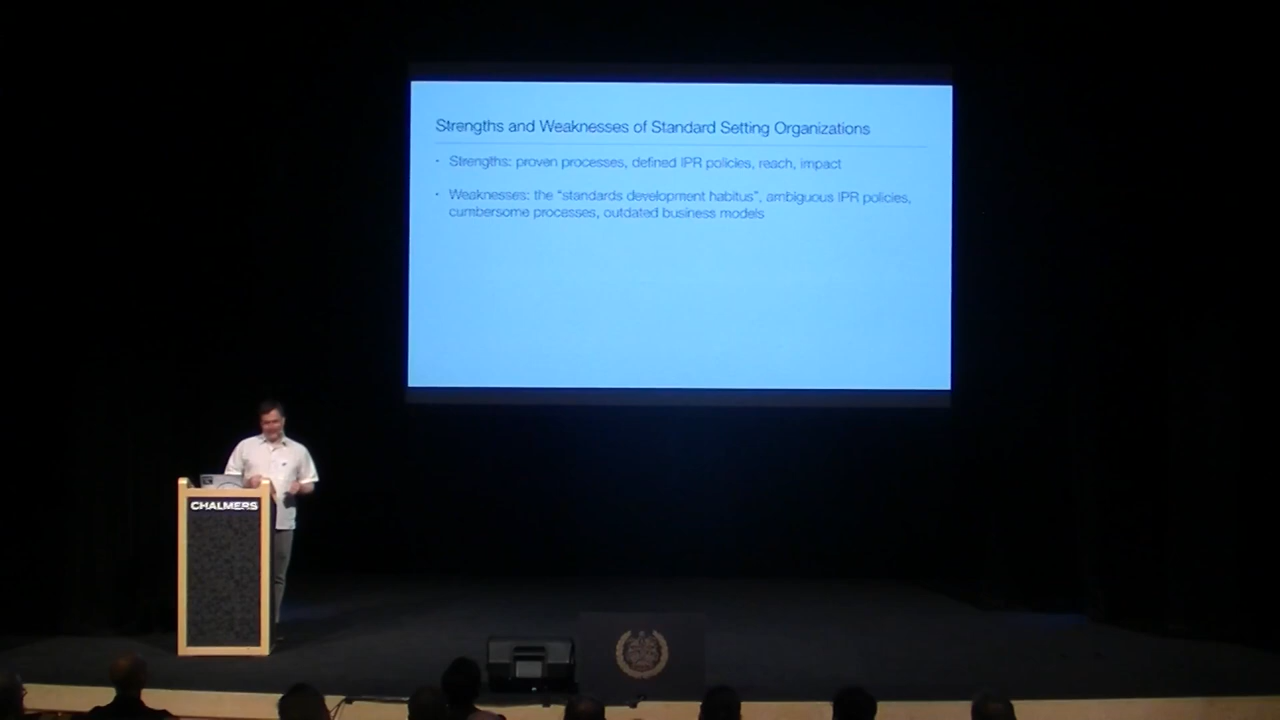 Strengths and Weaknesses of Standard Setting Organizations
• Strengths: proven processes, defined IPR policies, reach, impact
• Weaknesses: the "standards development habitus", ambiguous IPR policies,
cumbersome processes, outdated business models
CHALMERS